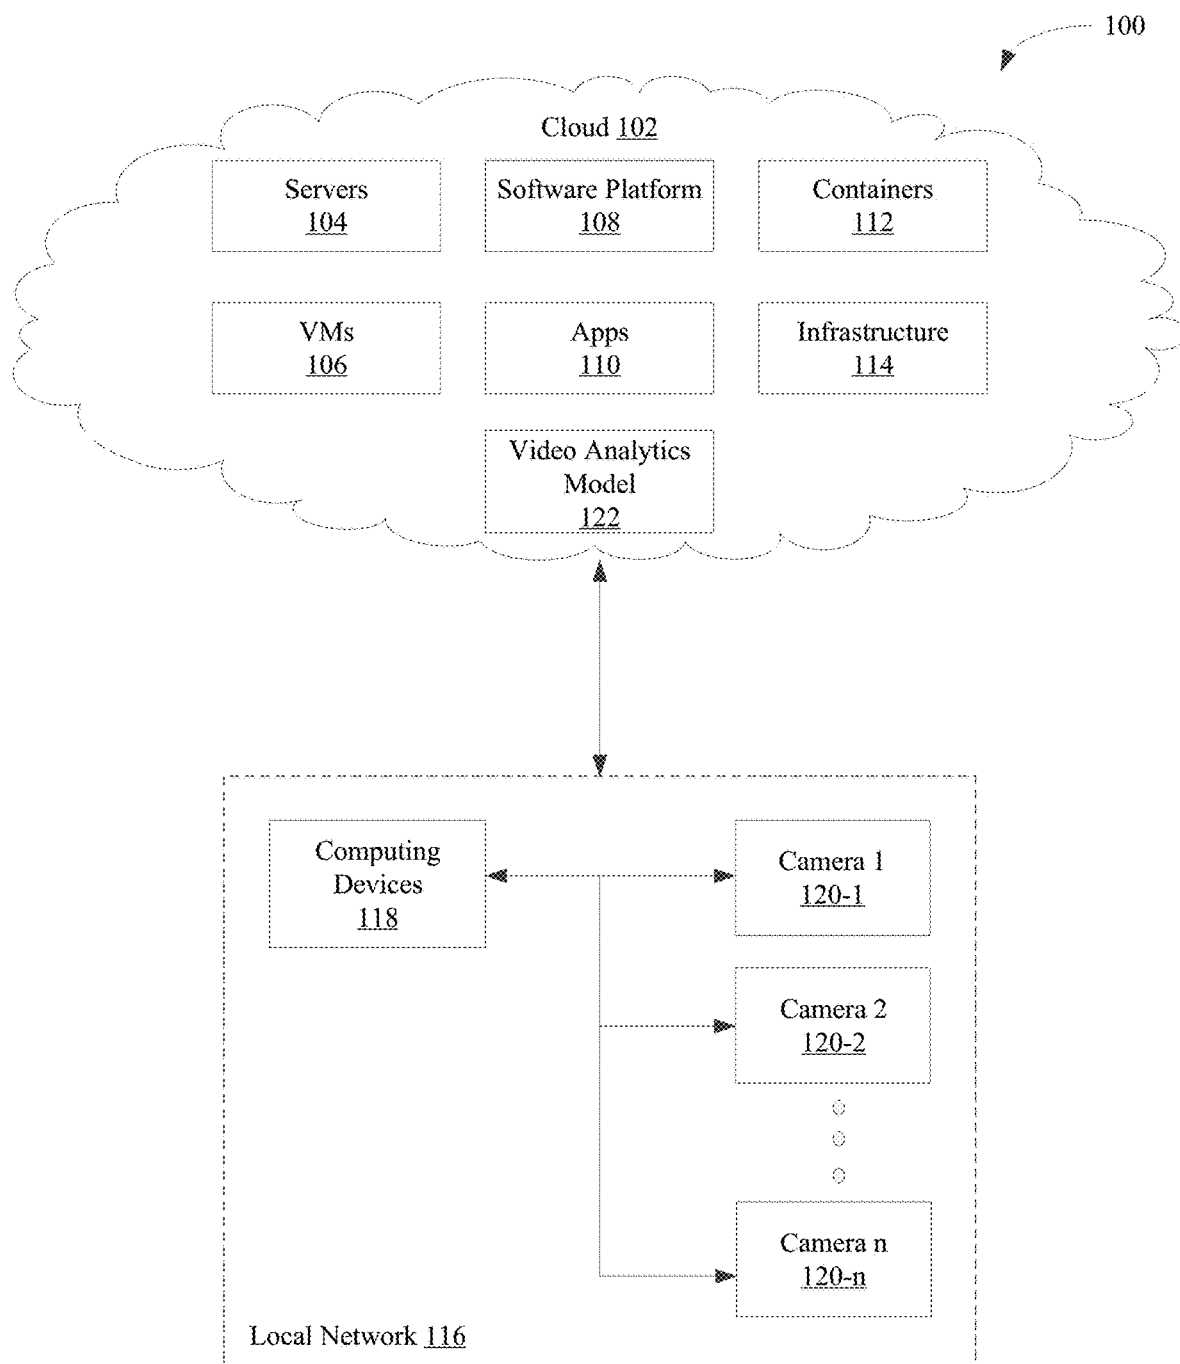 100
Cloud 102
Servers
104
Software Platform
108
Containers
112
VMs
106
Apps
110
Infrastructure
114
Video Analytics
Model
122
Computing
Devices
118
Camera 1
120-1
Camera 2
120-2
Camera n
120-n
Local Network 116